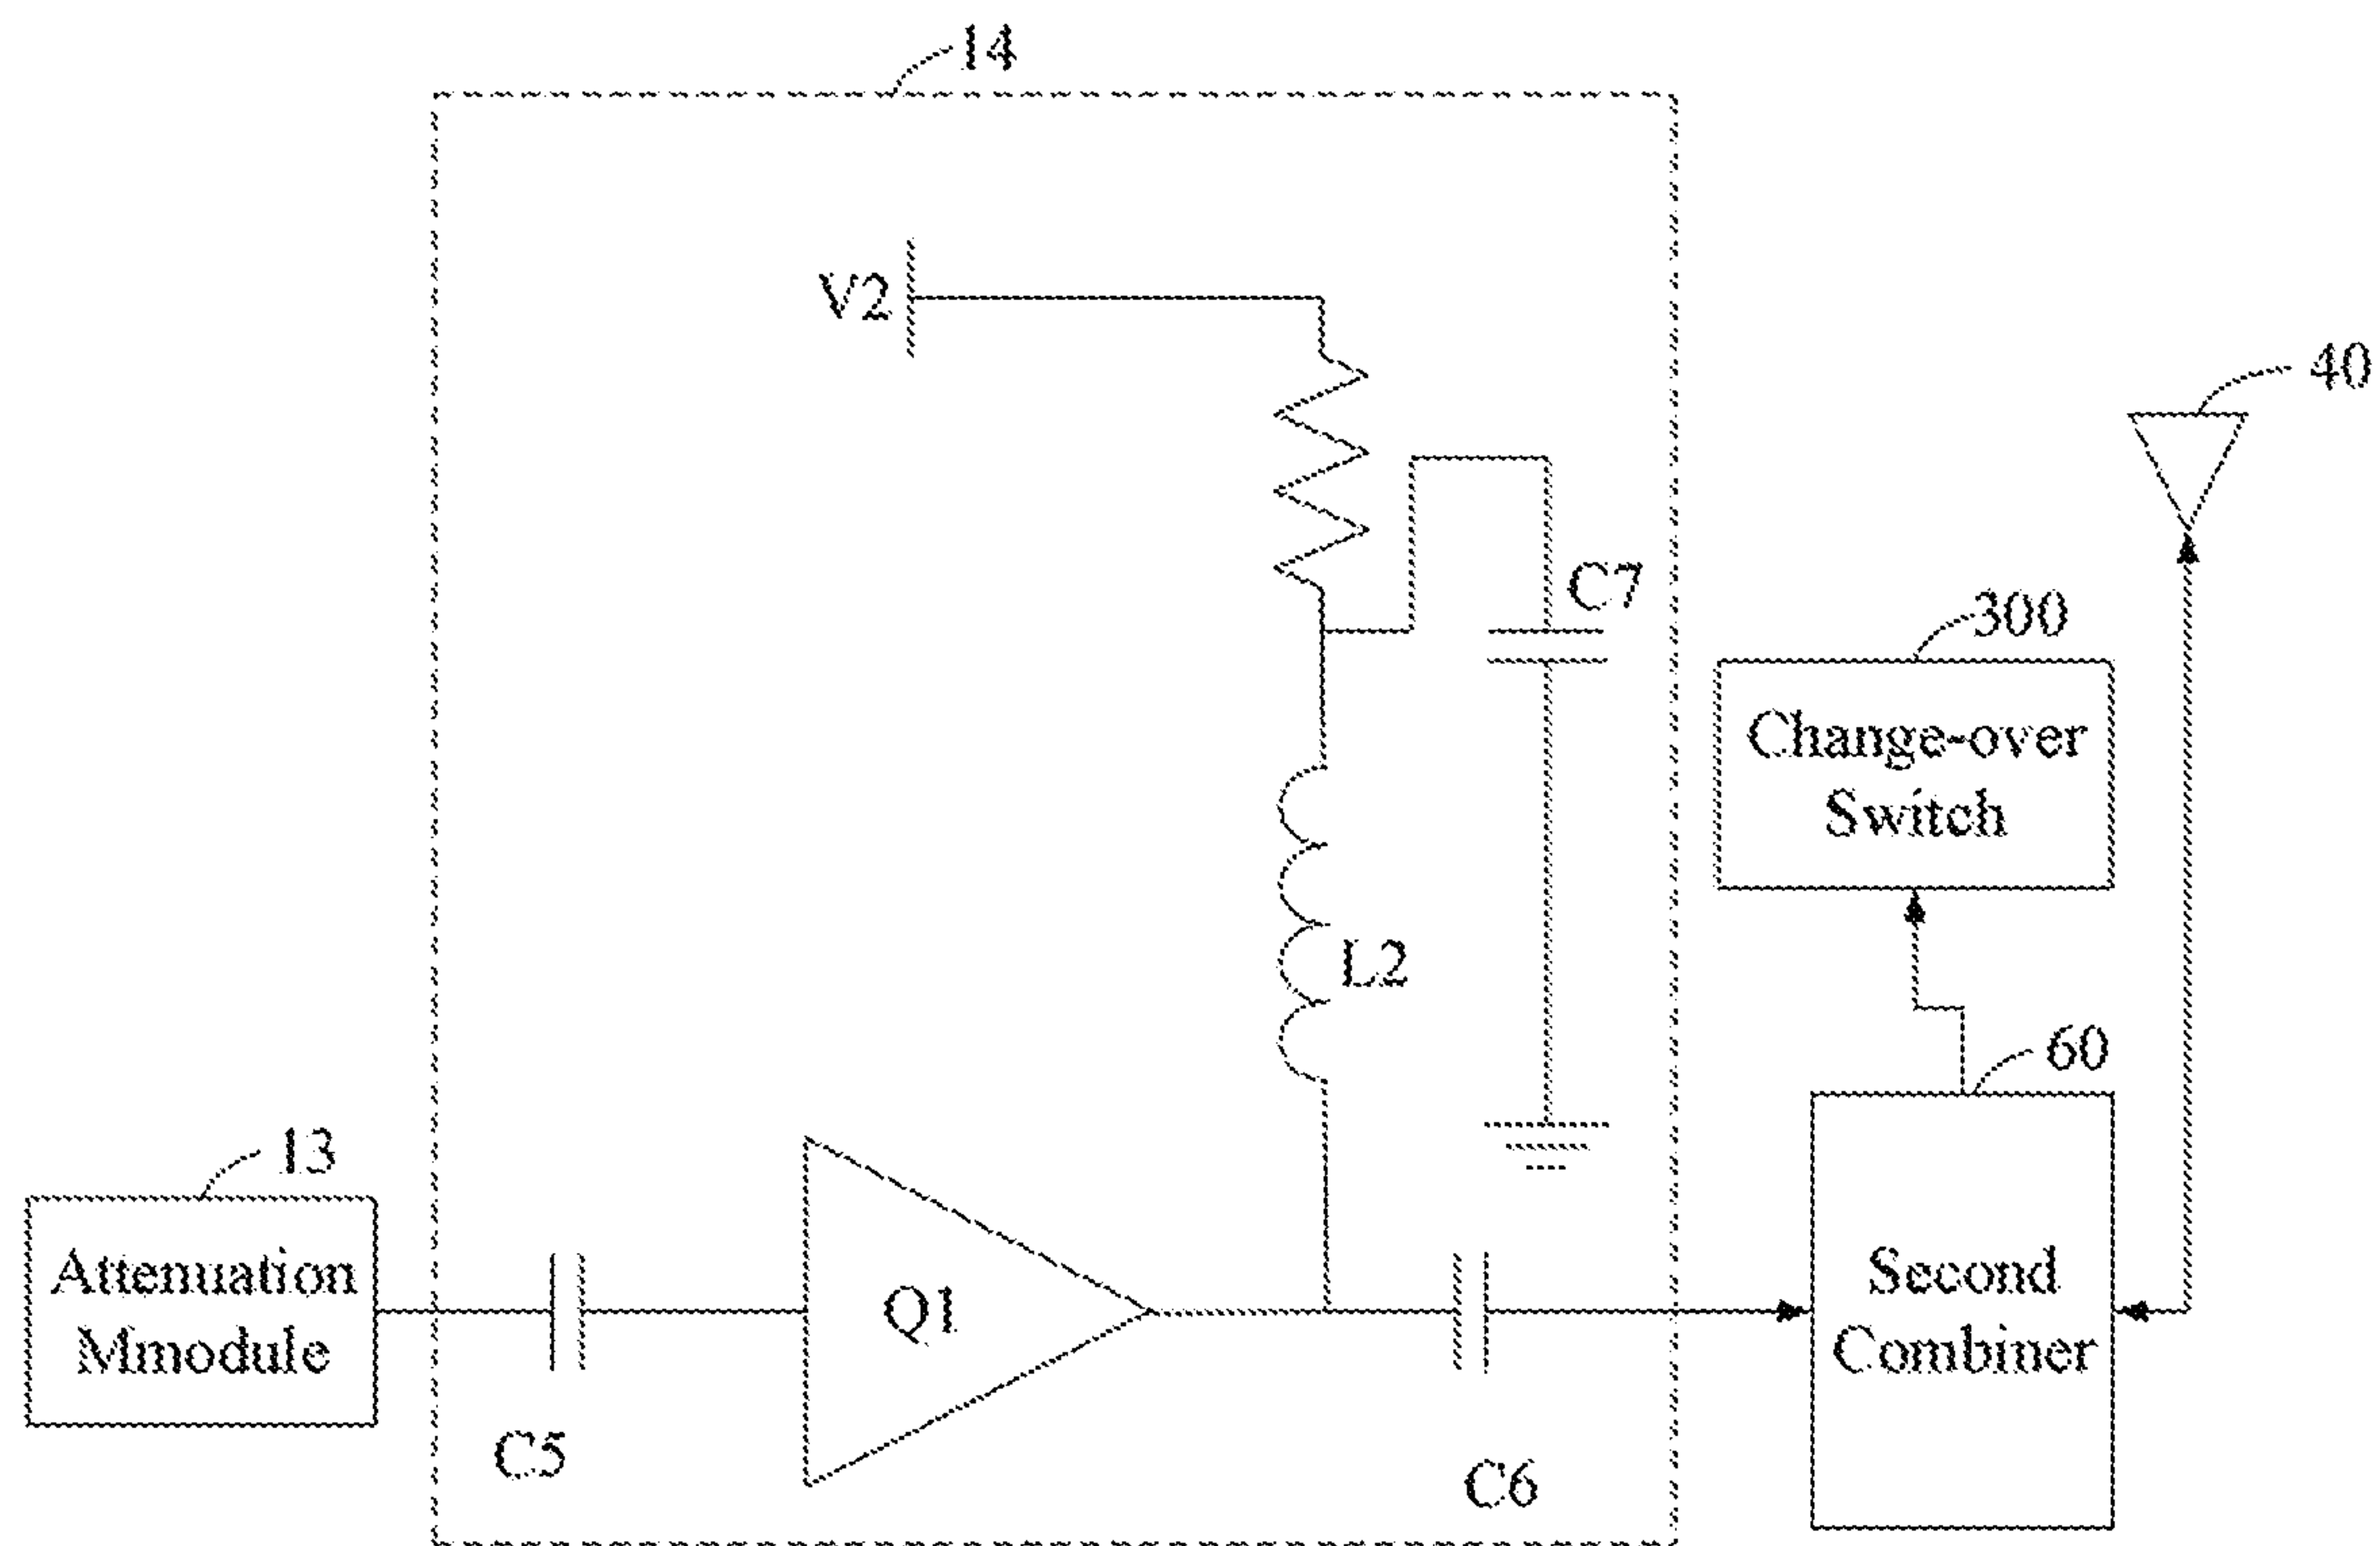 14
V2
40
C7
300
Change-over
Switch
L2
60
13
Attenuation
Mmodule
Q1
Second
Combiner
C5
C6